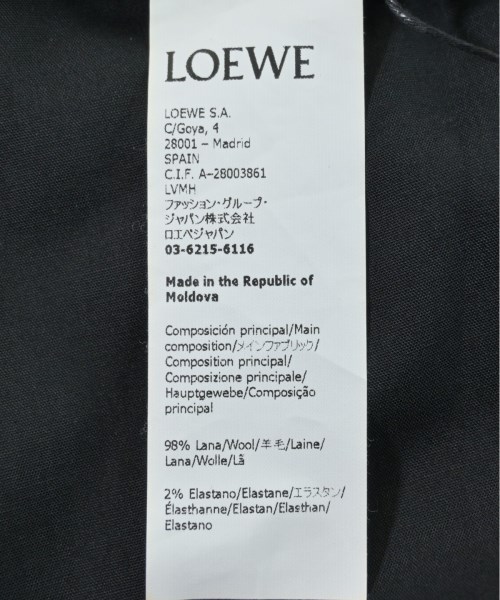 LOEWE
LOEWE S.A.
C/Goya, 4
28001 – Madrid
SPAIN
C.I.F. A–28003861
LVMH
ファッション・グループ・
ジャパン株式会社
ロエベジャパン
03-6215-6116
Made in the Republic of
Moldova
Composición principal/Main
composition/メインファブリック/
Composition principal/
Composizione principale/
Hauptgewebe/Composição
principal
98% Lana/Wool/羊毛/Laine/
Lana/Wolle/Lã
2% Elastano/Elastane/エラスタン/
Élasthanne/Elastan/Elasthan/
Elastano